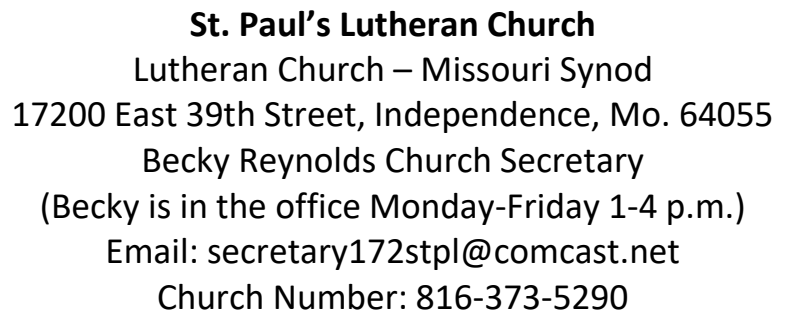 St. Paul’s Lutheran Church
Lutheran Church – Missouri Synod
17200 East 39th Street, Independence, Mo. 64055
Becky Reynolds Church Secretary
(Becky is in the office Monday-Friday 1-4 p.m.)
Email: secretary172stpl@comcast.net
Church Number: 816-373-5290